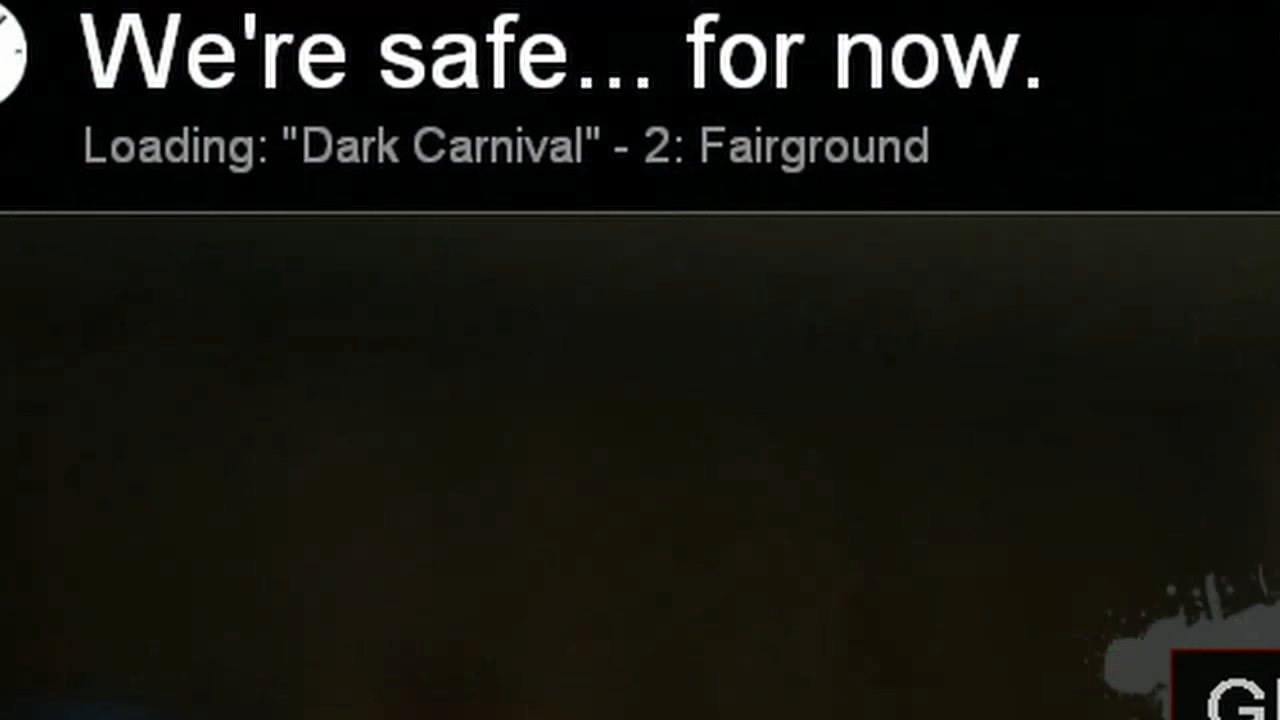 We're safe... for now.
Loading: "Dark Carnival" - 2: Fairground